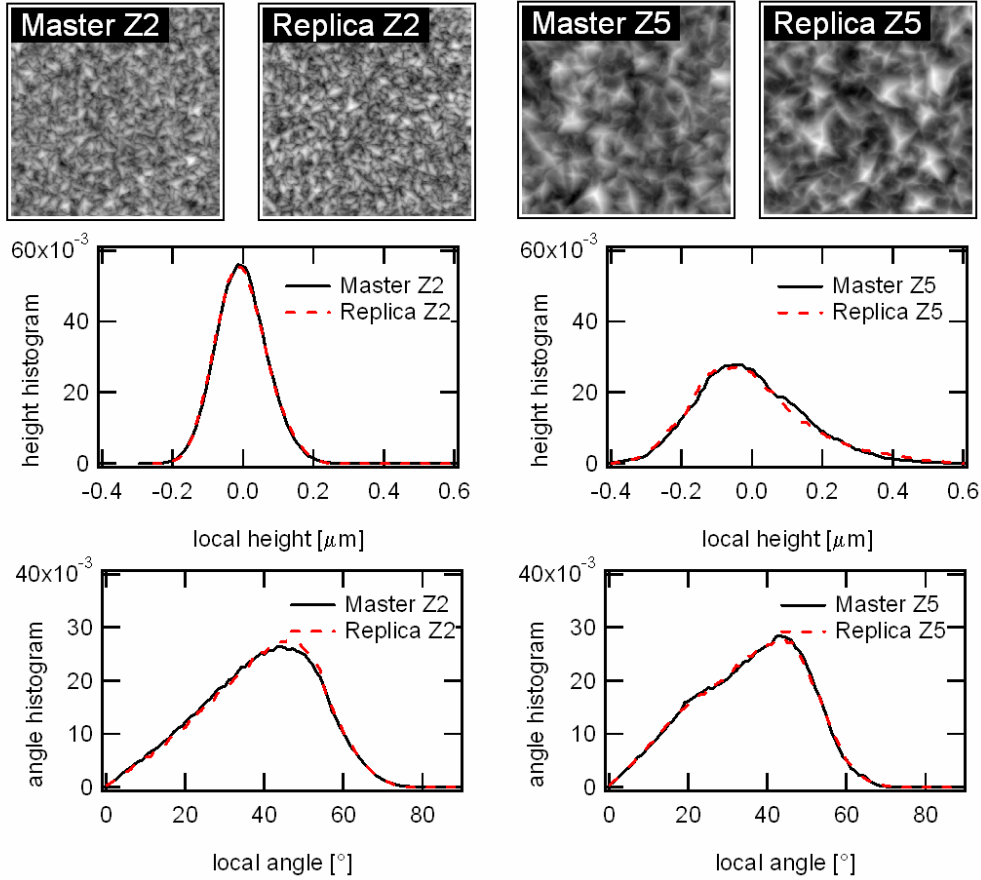 Master Z2
Replica Z2
Master Z5
Replica Z5
60x10⁻³
40
20
0
height histogram
Master Z2
Replica Z2
-0.4
-0.2
0.0
0.2
0.4
0.6
local height [μm]
60x10⁻³
40
20
0
height histogram
Master Z5
Replica Z5
-0.4
-0.2
0.0
0.2
0.4
0.6
local height [μm]
40x10⁻³
30
20
10
0
angle histogram
Master Z2
Replica Z2
0
20
40
60
80
local angle [°]
40x10⁻³
30
20
10
0
angle histogram
Master Z5
Replica Z5
0
20
40
60
80
local angle [°]